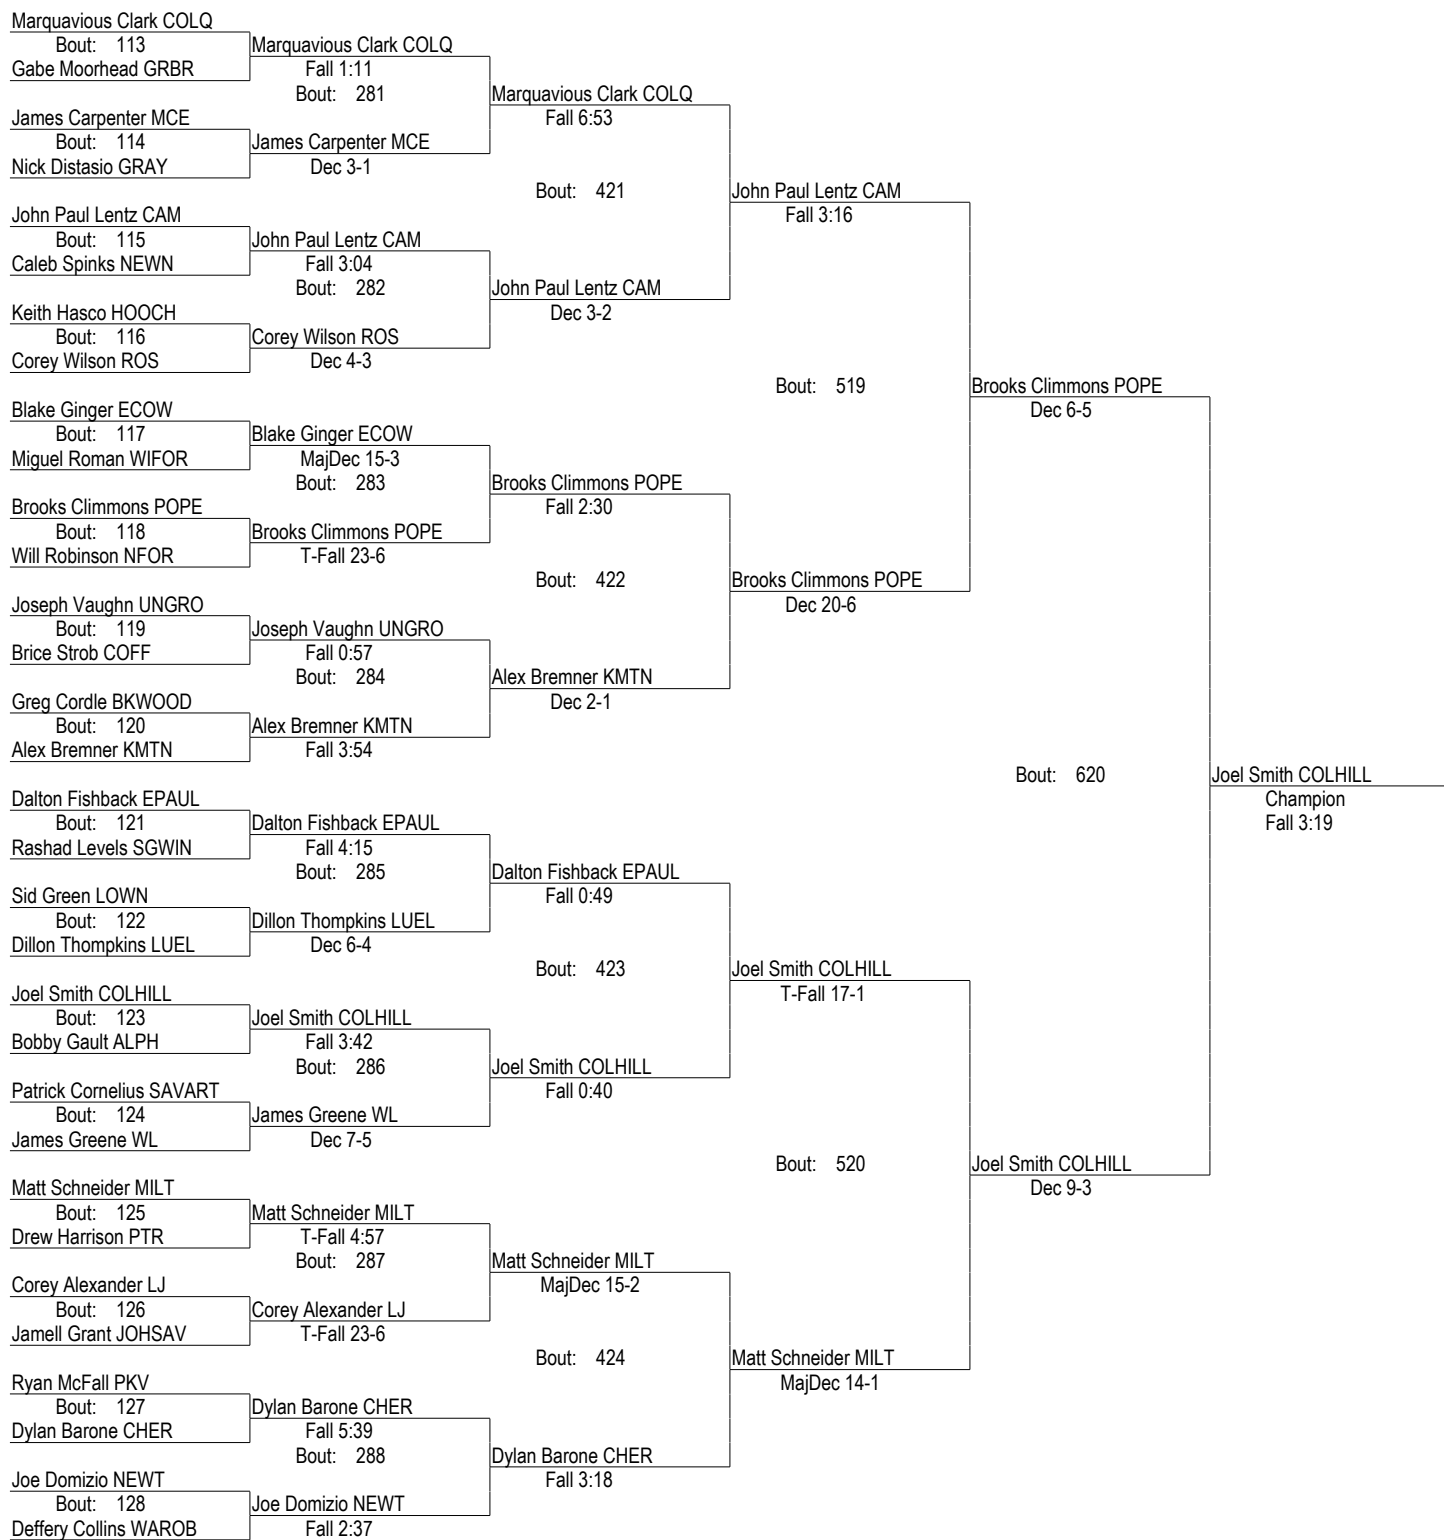 Marquavious Clark COLQ
Bout: 113
Gabe Moorhead GRBR
James Carpenter MCE
Bout: 114
Nick Distasio GRAY
John Paul Lentz CAM
Bout: 115
Caleb Spinks NEWN
Keith Hasco HOOCH
Bout: 116
Corey Wilson ROS
Blake Ginger ECOW
Bout: 117
Miguel Roman WIFOR
Brooks Climmons POPE
Bout: 118
Will Robinson NFOR
Joseph Vaughn UNGRO
Bout: 119
Brice Strob COFF
Greg Cordle BKWOOD
Bout: 120
Alex Bremner KMTN
Dalton Fishback EPAUL
Bout: 121
Rashad Levels SGWIN
Sid Green LOWN
Bout: 122
Dillon Thompkins LUEL
Joel Smith COLHILL
Bout: 123
Bobby Gault ALPH
Patrick Cornelius SAVART
Bout: 124
James Greene WL
Matt Schneider MILT
Bout: 125
Drew Harrison PTR
Corey Alexander LJ
Bout: 126
Jamell Grant JOHSAV
Ryan McFall PKV
Bout: 127
Dylan Barone CHER
Joe Domizio NEWT
Bout: 128
Deffery Collins WAROB
Marquavious Clark COLQ
Fall 1:11
Bout: 281
James Carpenter MCE
Dec 3-1
John Paul Lentz CAM
Fall 3:04
Bout: 282
Corey Wilson ROS
Dec 4-3
Blake Ginger ECOW
MajDec 15-3
Bout: 283
Brooks Climmons POPE
T-Fall 23-6
Joseph Vaughn UNGRO
Fall 0:57
Bout: 284
Alex Bremner KMTN
Fall 3:54
Dalton Fishback EPAUL
Fall 4:15
Bout: 285
Dillon Thompkins LUEL
Dec 6-4
Joel Smith COLHILL
Fall 3:42
Bout: 286
James Greene WL
Dec 7-5
Matt Schneider MILT
T-Fall 4:57
Bout: 287
Corey Alexander LJ
T-Fall 23-6
Dylan Barone CHER
Fall 5:39
Bout: 288
Joe Domizio NEWT
Fall 2:37
Marquavious Clark COLQ
Fall 6:53
Bout: 421
John Paul Lentz CAM
Dec 3-2
Brooks Climmons POPE
Fall 2:30
Bout: 422
Alex Bremner KMTN
Dec 2-1
Dalton Fishback EPAUL
Fall 0:49
Bout: 423
Joel Smith COLHILL
Fall 0:40
Matt Schneider MILT
MajDec 15-2
Bout: 424
Dylan Barone CHER
Fall 3:18
John Paul Lentz CAM
Fall 3:16
Bout: 519
Brooks Climmons POPE
Dec 20-6
Joel Smith COLHILL
T-Fall 17-1
Bout: 520
Matt Schneider MILT
MajDec 14-1
Brooks Climmons POPE
Dec 6-5
Bout: 620
Joel Smith COLHILL
Dec 9-3
Joel Smith COLHILL
Champion
Fall 3:19